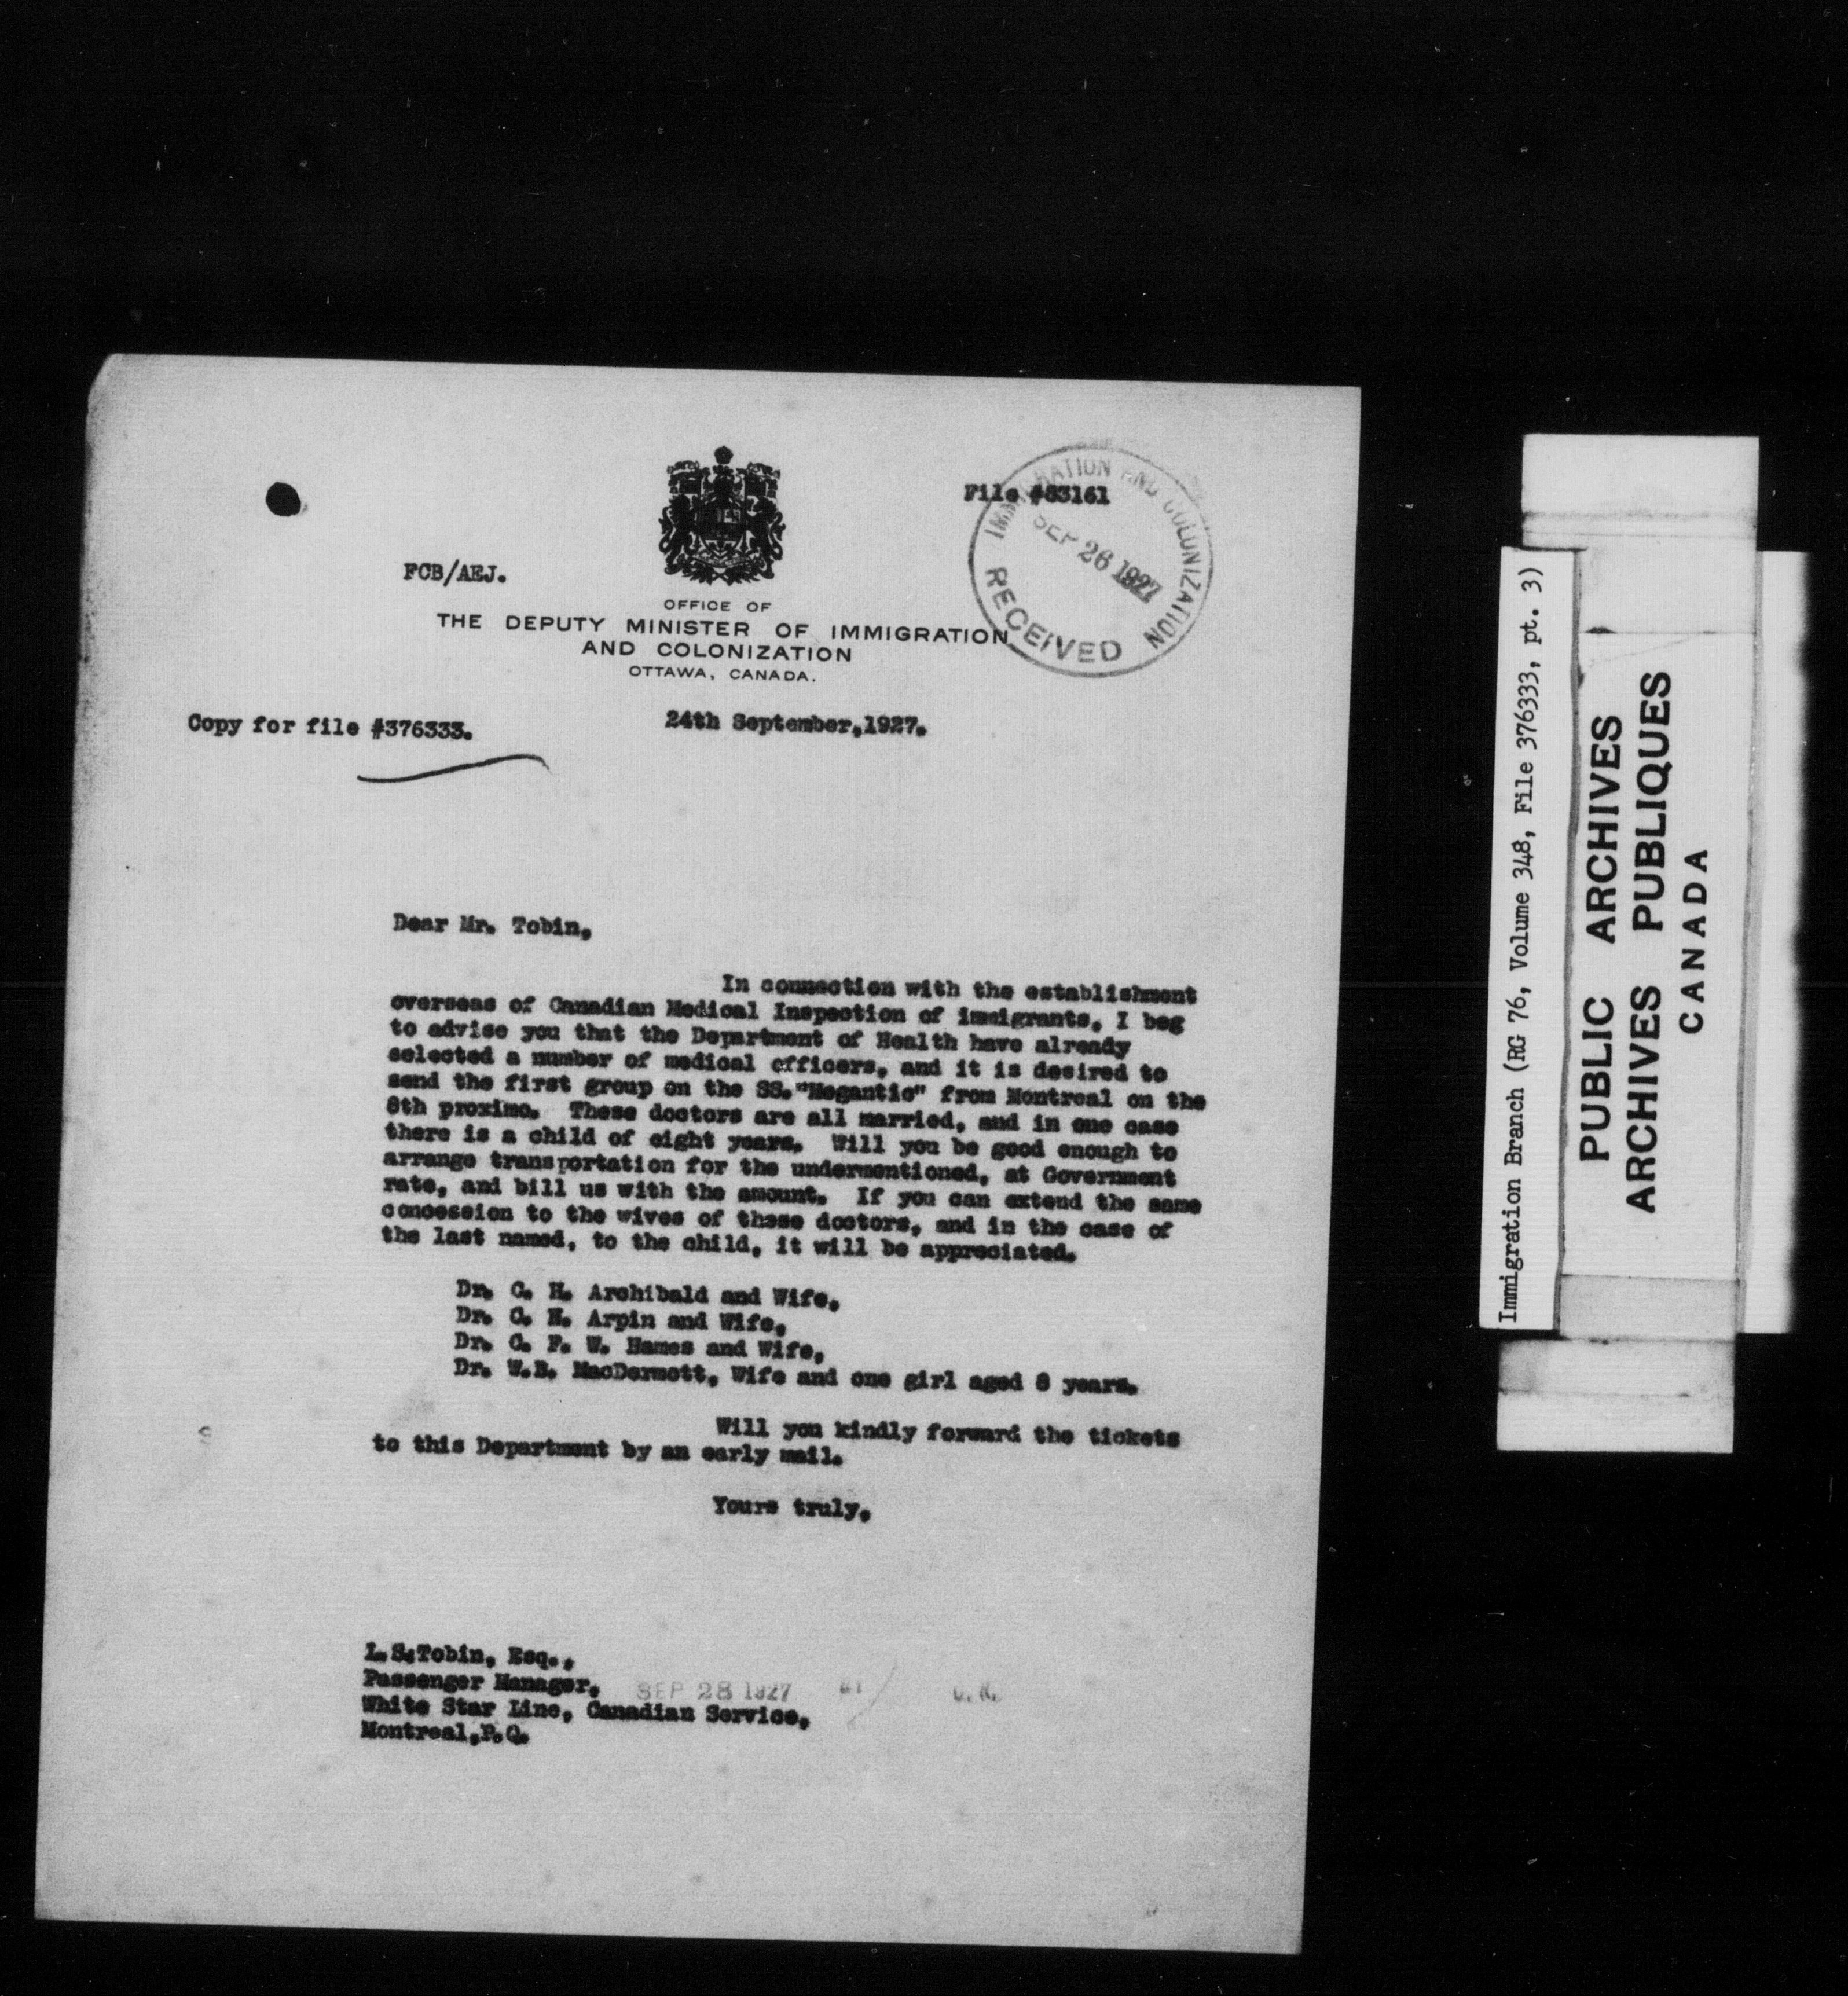 File #83161
IMMIGRATION AND COLONIZATION
SEP 26 1927
RECEIVED
FCB/AEJ.
OFFICE OF
THE DEPUTY MINISTER OF IMMIGRATION
AND COLONIZATION
OTTAWA, CANADA.
Copy for file #376333.
24th September,1927.
Dear Mr. Tobin,
In connection with the establishment
overseas of Canadian Medical Inspection of immigrants, I beg
to advise you that the Department of Health have already
selected a number of medical officers, and it is desired to
send the first group on the SS."Megantic" from Montreal on the
8th proximo. These doctors are all married, and in one case
there is a child of eight years. Will you be good enough to
arrange transportation for the undermentioned, at Government
rate, and bill us with the amount. If you can extend the same
concession to the wives of these doctors, and in the case of
the last named, to the child, it will be appreciated.
Dr. C. H. Archibald and Wife,
Dr. C. H. Arpin and Wife,
Dr. C. F. W. Hames and Wife,
Dr. W.B. MacDermott, Wife and one girl aged 8 years.
Will you kindly forward the tickets
to this Department by an early mail.
Yours truly,
L.S.Tobin, Esq.,
Passenger Manager,
SEP 28 1927
White Star Line, Canadian Service,
Montreal,P.Q.
Immigration Branch (RG 76, Volume 348, File 376333, pt. 3)
PUBLIC ARCHIVES
ARCHIVES PUBLIQUES
CANADA